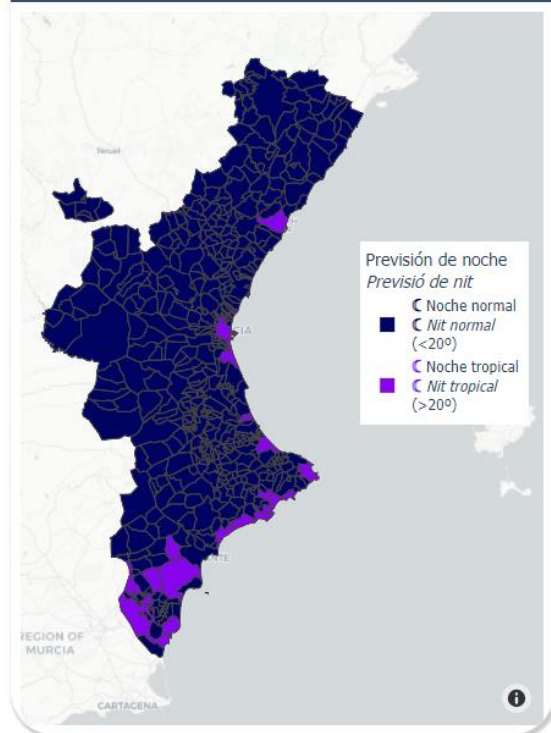 Teruel
Previsión de noche
Previsió de nit
Noche normal
Nit normal
(<20º)
Noche tropical
Nit tropical
(>20º)
REGION OF
MURCIA
CARTAGENA